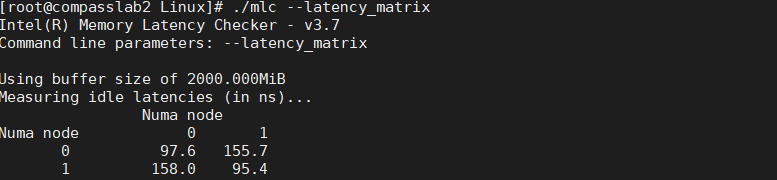 [root@compasslab2 Linux]# ./mlc --latency_matrix
Intel(R) Memory Latency Checker - v3.7
Command line parameters: --latency_matrix

Using buffer size of 2000.000MiB
Measuring idle latencies (in ns)...
                Numa node
Numa node            0       1
       0          97.6   155.7
       1         158.0    95.4